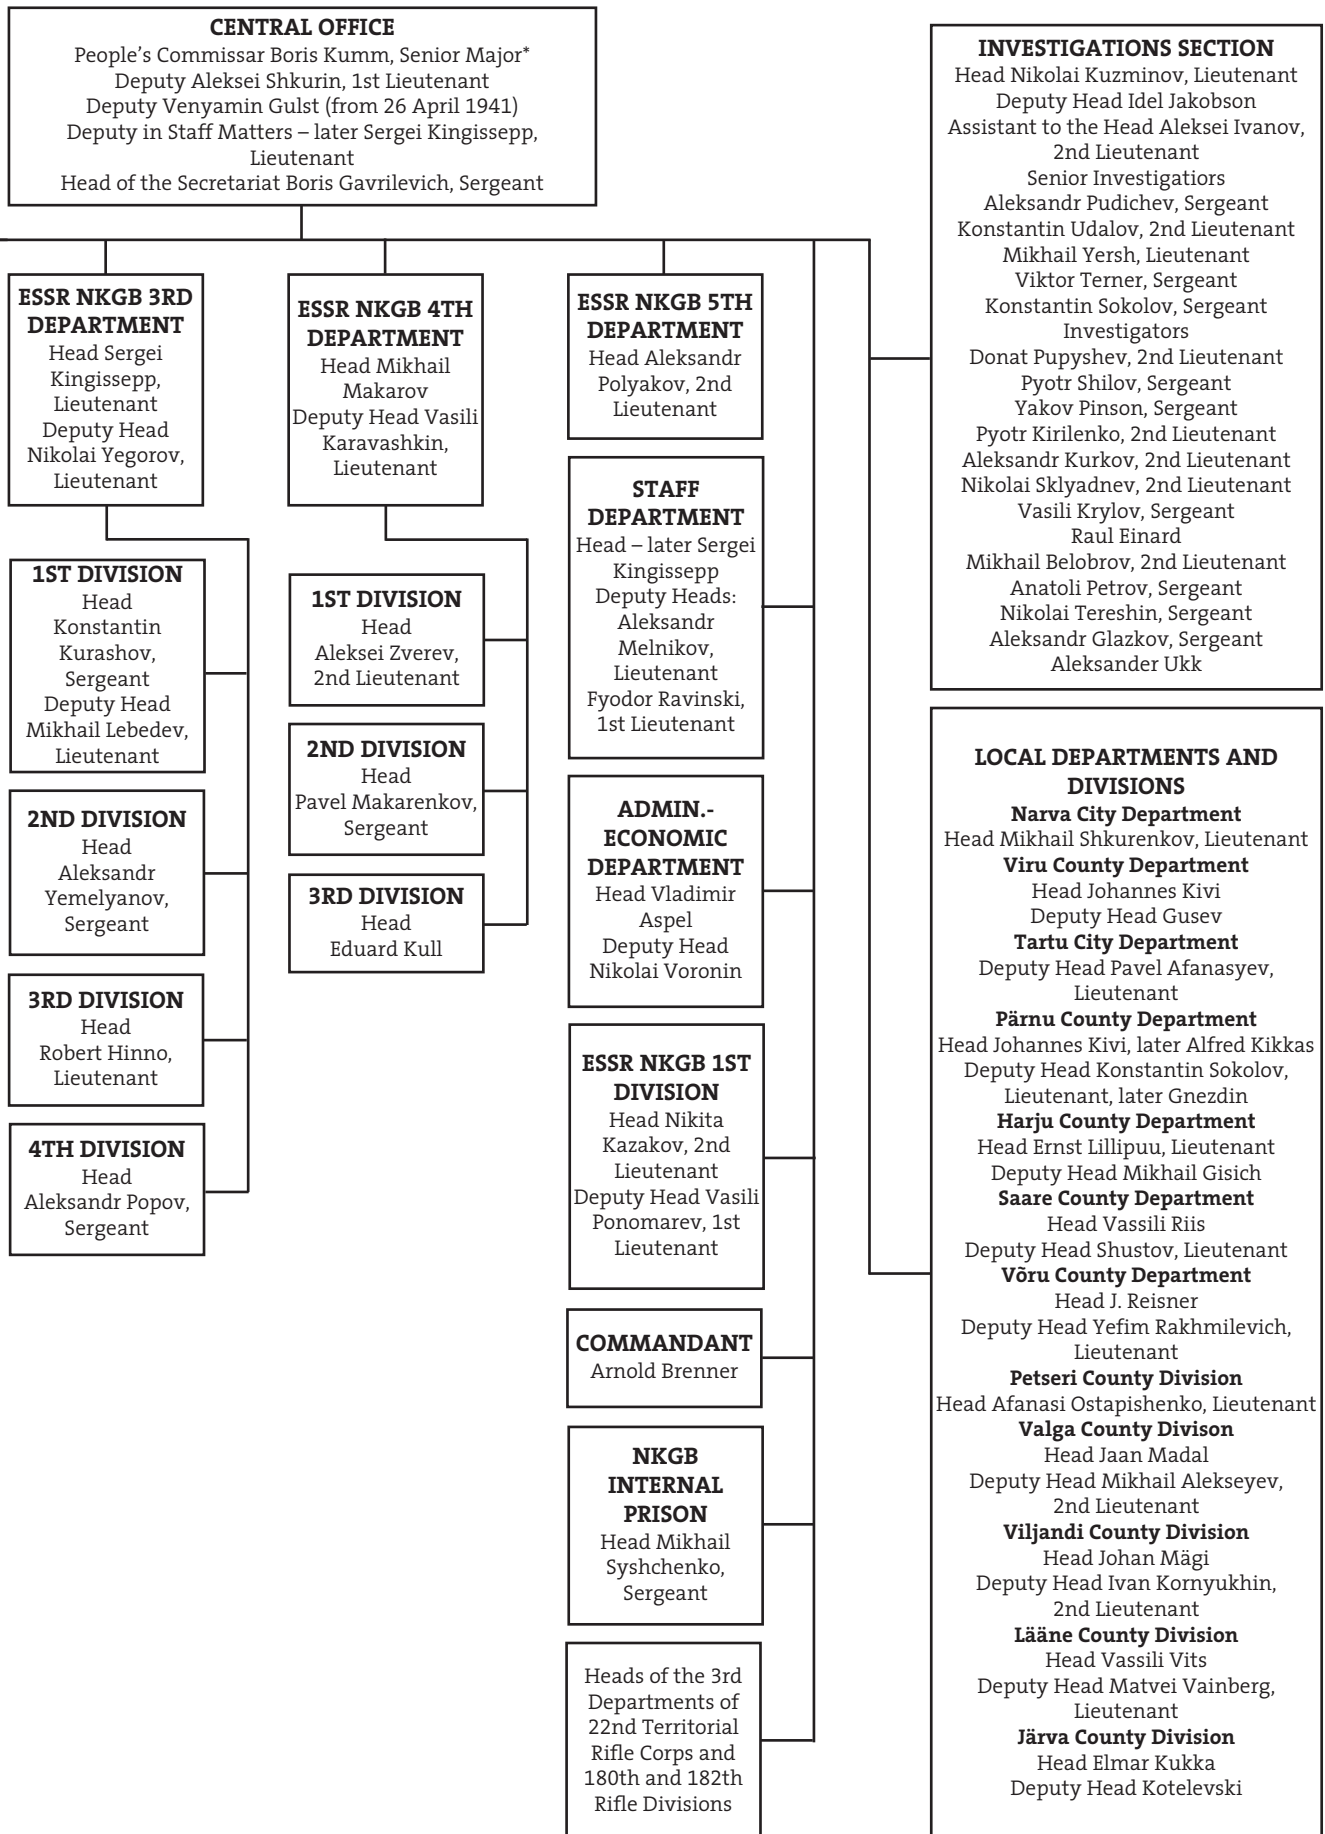 CENTRAL OFFICE
People's Commissar Boris Kumm, Senior Major*
Deputy Aleksei Shkurin, 1st Lieutenant
Deputy Venyamin Gulst (from 26 April 1941)
Deputy in Staff Matters – later Sergei Kingissepp,
Lieutenant
Head of the Secretariat Boris Gavrilevich, Sergeant
ESSR NKGB 3RD
DEPARTMENT
Head Sergei
Kingissepp,
Lieutenant
Deputy Head
Nikolai Yegorov,
Lieutenant
1ST DIVISION
Head
Konstantin
Kurashov,
Sergeant
Deputy Head
Mikhail Lebedev,
Lieutenant
2ND DIVISION
Head
Aleksandr
Yemelyanov,
Sergeant
3RD DIVISION
Head
Robert Hinno,
Lieutenant
4TH DIVISION
Head
Aleksandr Popov,
Sergeant
ESSR NKGB 4TH
DEPARTMENT
Head Mikhail
Makarov
Deputy Head Vasili
Karavashkin,
Lieutenant
1ST DIVISION
Head
Aleksei Zverev,
2nd Lieutenant
2ND DIVISION
Head
Pavel Makarenkov,
Sergeant
3RD DIVISION
Head
Eduard Kull
ESSR NKGB 5TH
DEPARTMENT
Head Aleksandr
Polyakov, 2nd
Lieutenant
STAFF
DEPARTMENT
Head – later Sergei
Kingissepp
Deputy Heads:
Aleksandr
Melnikov,
Lieutenant
Fyodor Ravinski,
1st Lieutenant
ADMIN.-
ECONOMIC
DEPARTMENT
Head Vladimir
Aspel
Deputy Head
Nikolai Voronin
ESSR NKGB 1ST
DIVISION
Head Nikita
Kazakov, 2nd
Lieutenant
Deputy Head Vasili
Ponomarev, 1st
Lieutenant
COMMANDANT
Arnold Brenner
NKGB
INTERNAL
PRISON
Head Mikhail
Syshchenko,
Sergeant
Heads of the 3rd
Departments of
22nd Territorial
Rifle Corps and
180th and 182th
Rifle Divisions
INVESTIGATIONS SECTION
Head Nikolai Kuzminov, Lieutenant
Deputy Head Idel Jakobson
Assistant to the Head Aleksei Ivanov,
2nd Lieutenant
Senior Investigatiors
Aleksandr Pudichev, Sergeant
Konstantin Udalov, 2nd Lieutenant
Mikhail Yersh, Lieutenant
Viktor Terner, Sergeant
Konstantin Sokolov, Sergeant
Investigators
Donat Pupyshev, 2nd Lieutenant
Pyotr Shilov, Sergeant
Yakov Pinson, Sergeant
Pyotr Kirilenko, 2nd Lieutenant
Aleksandr Kurkov, 2nd Lieutenant
Nikolai Sklyadnev, 2nd Lieutenant
Vasili Krylov, Sergeant
Raul Einard
Mikhail Belobrov, 2nd Lieutenant
Anatoli Petrov, Sergeant
Nikolai Tereshin, Sergeant
Aleksandr Glazkov, Sergeant
Aleksander Ukk
LOCAL DEPARTMENTS AND
DIVISIONS
Narva City Department
Head Mikhail Shkurenkov, Lieutenant
Viru County Department
Head Johannes Kivi
Deputy Head Gusev
Tartu City Department
Deputy Head Pavel Afanasyev,
Lieutenant
Pärnu County Department
Head Johannes Kivi, later Alfred Kikkas
Deputy Head Konstantin Sokolov,
Lieutenant, later Gnezdin
Harju County Department
Head Ernst Lillipuu, Lieutenant
Deputy Head Mikhail Gisich
Saare County Department
Head Vassili Riis
Deputy Head Shustov, Lieutenant
Võru County Department
Head J. Reisner
Deputy Head Yefim Rakhmilevich,
Lieutenant
Petseri County Division
Head Afanasi Ostapishenko, Lieutenant
Valga County Divison
Head Jaan Madal
Deputy Head Mikhail Alekseyev,
2nd Lieutenant
Viljandi County Division
Head Johan Mägi
Deputy Head Ivan Kornyukhin,
2nd Lieutenant
Lääne County Division
Head Vassili Vits
Deputy Head Matvei Vainberg,
Lieutenant
Järva County Division
Head Elmar Kukka
Deputy Head Kotelevski